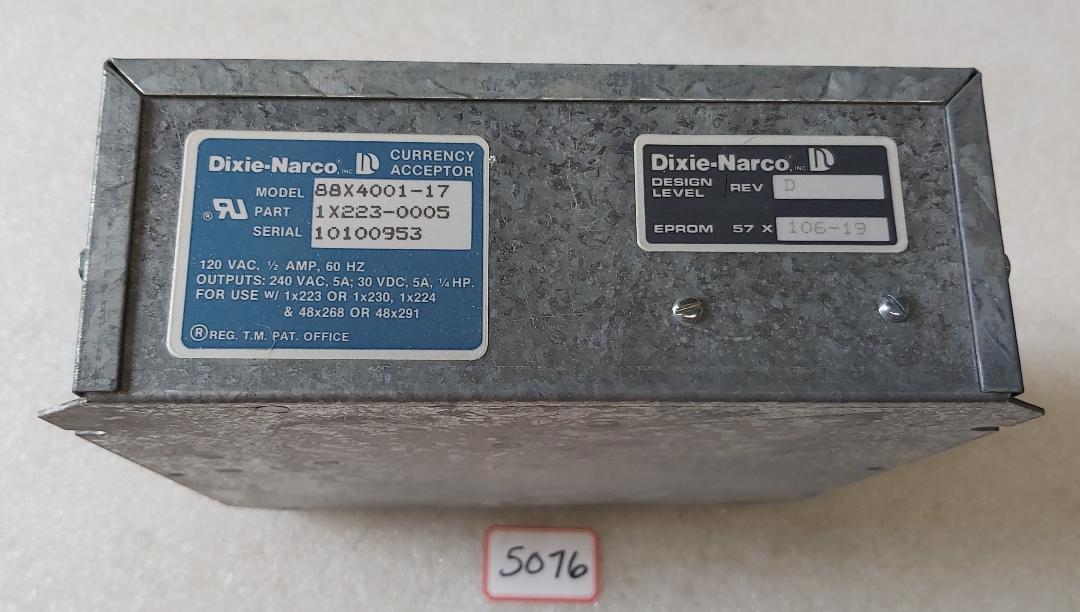 Dixie-Narco, INC
CURRENCY
ACCEPTOR
MODEL 88X4001-17
PART 1X223-0005
SERIAL 10100953
120 VAC, ½ AMP, 60 HZ
OUTPUTS: 240 VAC, 5A; 30 VDC, 5A, ¼ HP.
FOR USE W/ 1x223 OR 1x230, 1x224
& 48x268 OR 48x291
® REG. T.M. PAT. OFFICE
Dixie-Narco, INC
DESIGN
LEVEL / REV D
EPROM 57 X 106-19
5076